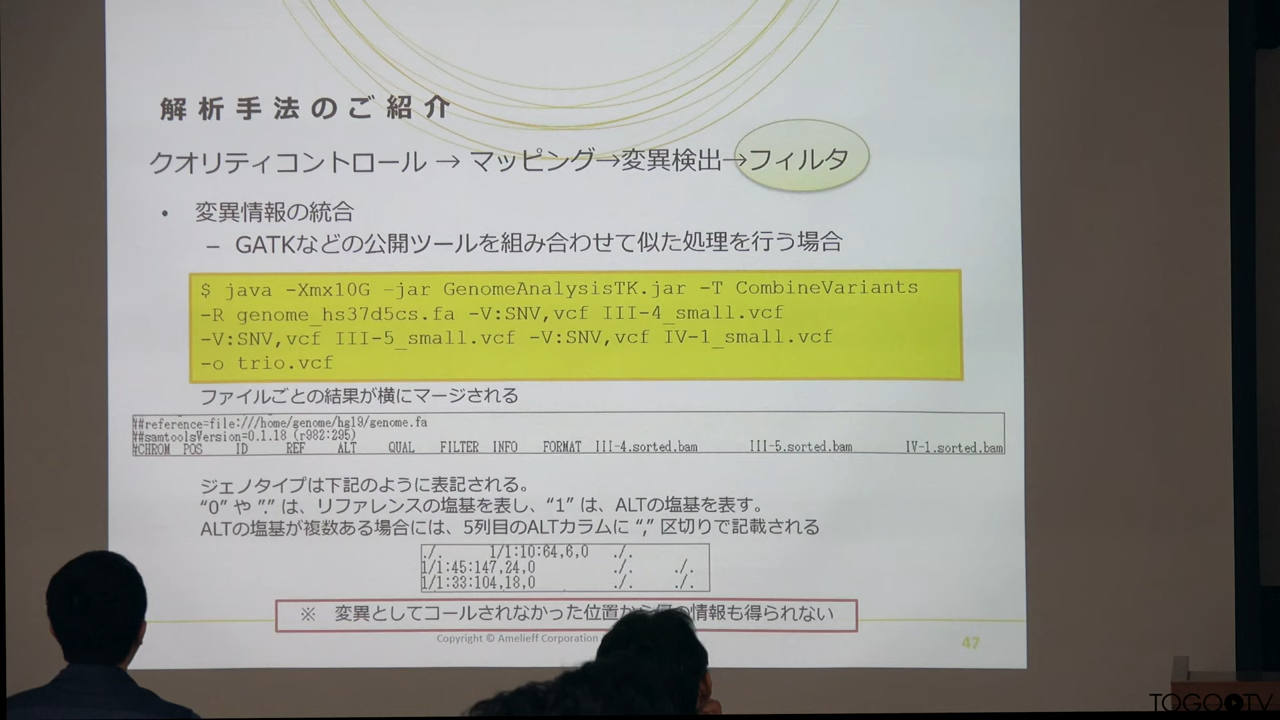 解析手法のご紹介
クオリティコントロール → マッピング→変異検出→フィルタ
• 変異情報の統合
– GATKなどの公開ツールを組み合わせて似た処理を行う場合
$ java -Xmx10G –jar GenomeAnalysisTK.jar -T CombineVariants
-R genome_hs37d5cs.fa -V:SNV,vcf III-4_small.vcf
-V:SNV,vcf III-5_small.vcf -V:SNV,vcf IV-1_small.vcf
-o trio.vcf
ファイルごとの結果が横にマージされる
##reference=file:///home/genome/hg19/genome.fa
##samtoolsVersion=0.1.18 (r982:295)
#CHROM POS ID REF ALT QUAL FILTER INFO FORMAT III-4.sorted.bam III-5.sorted.bam IV-1.sorted.bam
ジェノタイプは下記のように表記される。
“0” や “.” は、リファレンスの塩基を表し、“1” は、ALTの塩基を表す。
ALTの塩基が複数ある場合には、5列目のALTカラムに “,” 区切りで記載される
./. 1/1:10:64,6,0 ./.
1/1:45:147,24,0 ./. ./.
1/1:33:104,18,0 ./. ./.
※ 変異としてコールされなかった位置から の情報も得られない
Copyright © Amelieff Corporation
47
TOGOTV